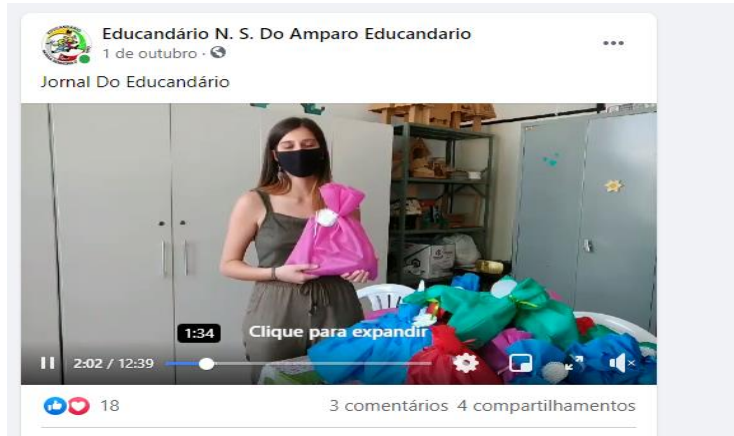 Educandário N. S. Do Amparo Educandario
1 de outubro ·
Jornal Do Educandário
1:34 Clique para expandir
2:02 / 12:39
18 3 comentários 4 compartilhamentos